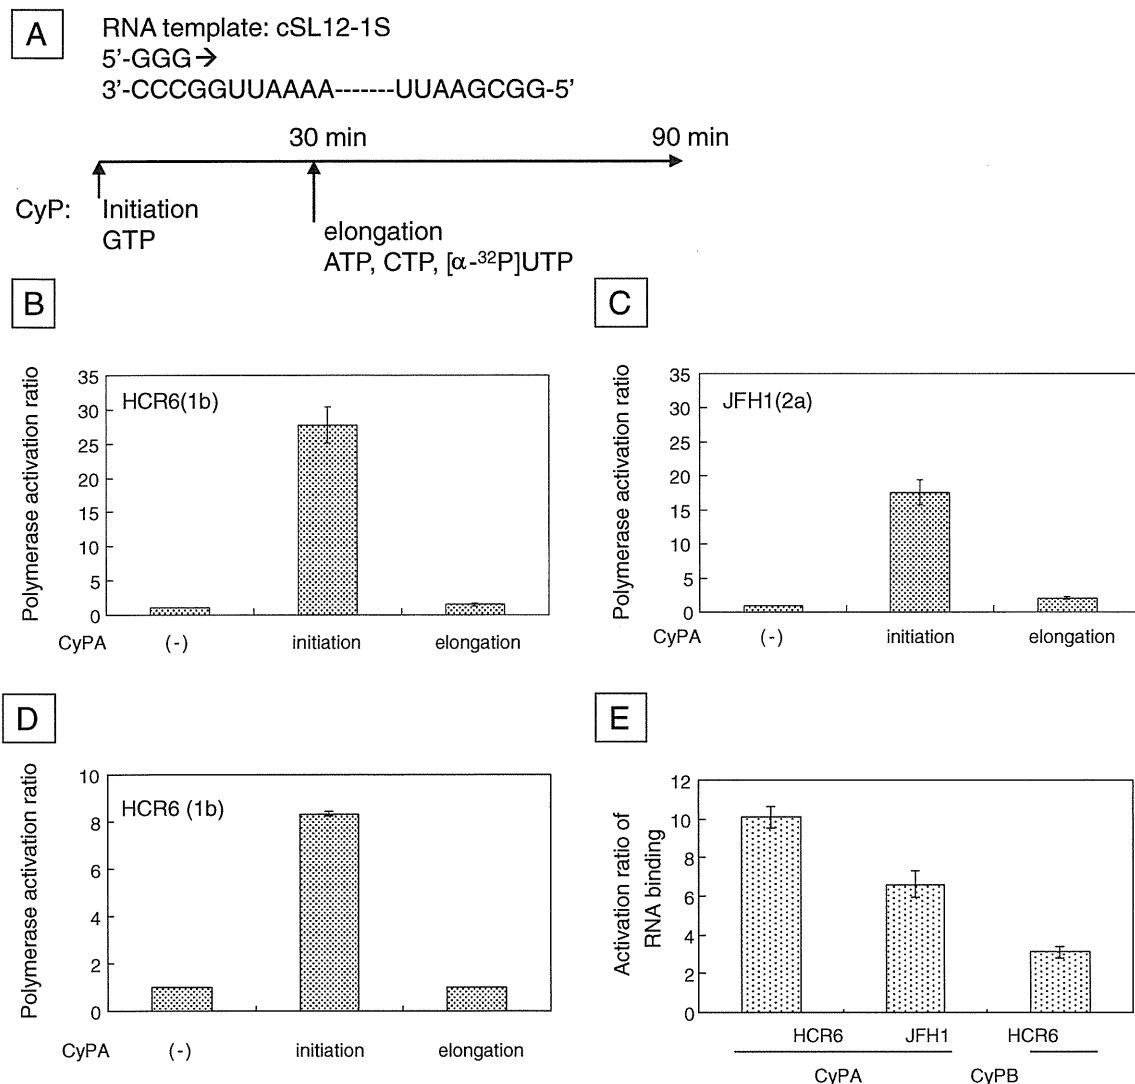 A
RNA template: cSL12-1S
5'-GGG→
3'-CCCGGUUAAAA-------UUAAGCGG-5'
30 min
90 min
CyP:
Initiation
GTP
elongation
ATP, CTP, [α-³²P]UTP
B
Polymerase activation ratio
35
30
25
20
15
10
5
0
HCR6(1b)
CyPA (-) initiation elongation
C
Polymerase activation ratio
35
30
25
20
15
10
5
0
JFH1(2a)
CyPA (-) initiation elongation
D
Polymerase activation ratio
10
8
6
4
2
0
HCR6 (1b)
CyPA (-) initiation elongation
E
Activation ratio of
RNA binding
12
10
8
6
4
2
0
HCR6 JFH1 HCR6
CyPA CyPB